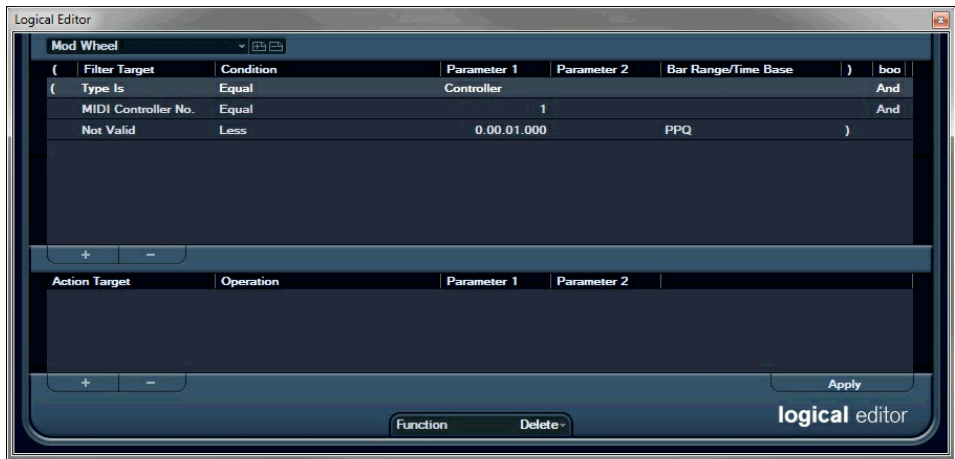 Logical Editor
Mod Wheel
( Filter Target Condition Parameter 1 Parameter 2 Bar Range/Time Base ) boo
( Type Is Equal Controller And
MIDI Controller No. Equal 1 And
Not Valid Less 0.00.01.000 PPQ )
+ −
Action Target Operation Parameter 1 Parameter 2
+ − Apply
logical editor
Function Delete